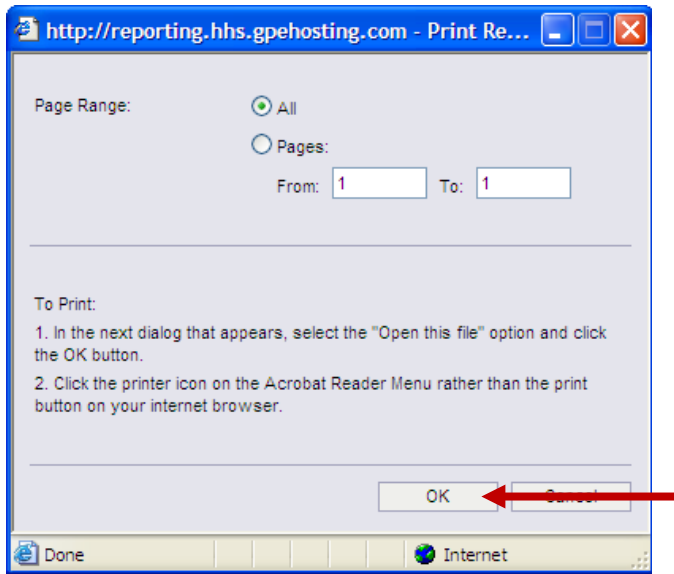 http://reporting.hhs.gpehosting.com - Print Re...
Page Range:
All
Pages:
From: 1 To: 1
To Print:
1. In the next dialog that appears, select the "Open this file" option and click
the OK button.
2. Click the printer icon on the Acrobat Reader Menu rather than the print
button on your internet browser.
OK Cancel
Done Internet